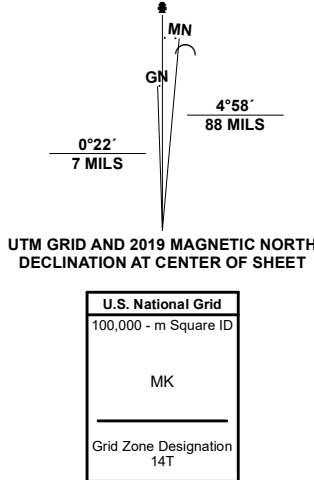 MN
GN
4°58´
88 MILS
0°22´
7 MILS
UTM GRID AND 2019 MAGNETIC NORTH
DECLINATION AT CENTER OF SHEET
U.S. National Grid
100,000 - m Square ID
MK
Grid Zone Designation
14T